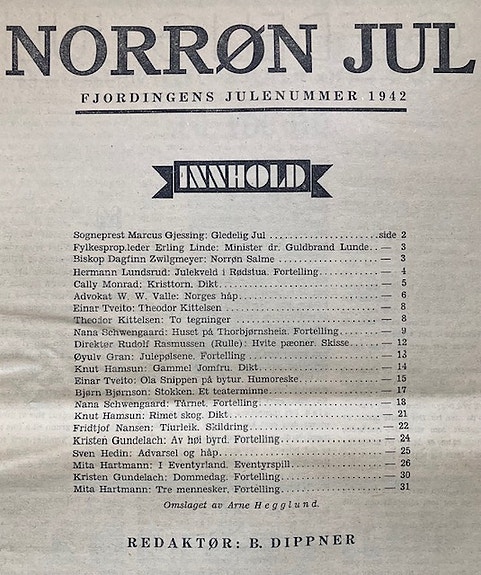 NORRØN JUL
FJORDINGENS JULENUMMER 1942
INNHOLD
Sogneprest Marcus Gjessing: Gledelig Jul ........................side 2
Fylkesprop.leder Erling Linde: Minister dr. Guldbrand Lunde.. — 3
Biskop Dagfinn Zwilgmeyer: Norrøn Salme ...................... — 3
Hermann Lundsrud: Julekveld i Rødstua. Fortelling............. — 4
Cally Monrad: Kristtorn. Dikt .................................. — 5
Advokat W. W. Valle: Norges håp............................... — 6
Einar Tveito: Theodor Kittelsen ................................ — 8
Theodor Kittelsen: To tegninger ................................ — 8
Nana Schwengaard: Huset på Thorbjørnsheia. Fortelling......... — 9
Direktør Rudolf Rasmussen (Rulle): Hvite pæoner. Skisse....... — 12
Øyulv Gran: Julepølsene. Fortelling ............................ — 13
Knut Hamsun: Gammel Jomfru. Dikt ............................ — 14
Einar Tveito: Ola Snippen på bytur. Humoreske................. — 15
Bjørn Bjørnson: Stokken. Et teaterminne ....................... — 17
Nana Schwengaard: Tårnet. Fortelling.......................... — 18
Knut Hamsun: Rimet skog. Dikt................................ — 21
Fridtjof Nansen: Tiurleik. Skildring ............................ — 22
Kristen Gundelach: Av høi byrd. Fortelling..................... — 24
Sven Hedin: Advarsel og håp................................... — 25
Mita Hartmann: I Eventyrland. Eventyrspill.................... — 26
Kristen Gundelach: Dommedag. Fortelling...................... — 30
Mita Hartmann: Tre mennesker. Fortelling...................... — 31
Omslaget av Arne Hegglund.
REDAKTØR: B. DIPPNER